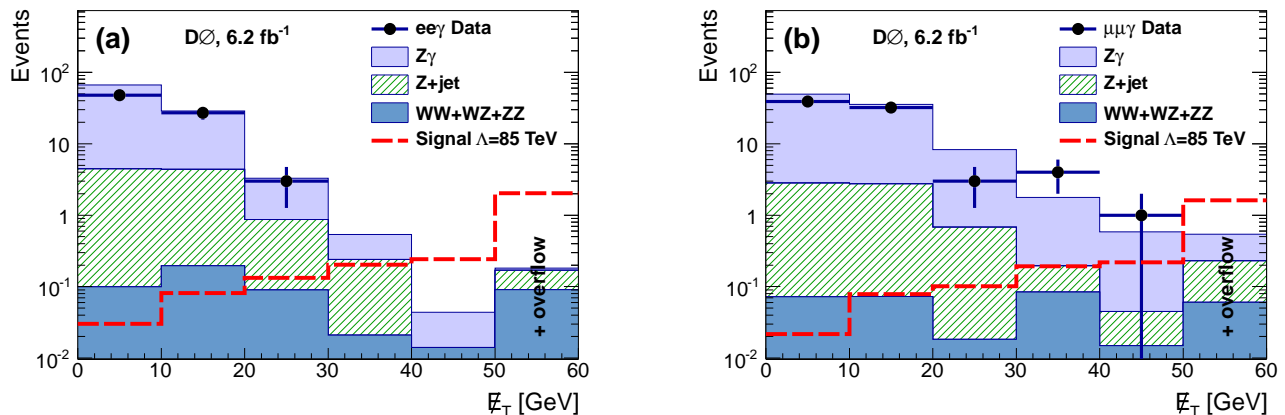 Events
(a)
DØ, 6.2 fb⁻¹
eeγ Data
Zγ
Z+jet
WW+WZ+ZZ
Signal Λ=85 TeV
10²
10
1
10⁻¹
10⁻²
+ overflow
0 10 20 30 40 50 60
E̸_T [GeV]
Events
(b)
DØ, 6.2 fb⁻¹
μμγ Data
Zγ
Z+jet
WW+WZ+ZZ
Signal Λ=85 TeV
10²
10
1
10⁻¹
10⁻²
+ overflow
0 10 20 30 40 50 60
E̸_T [GeV]